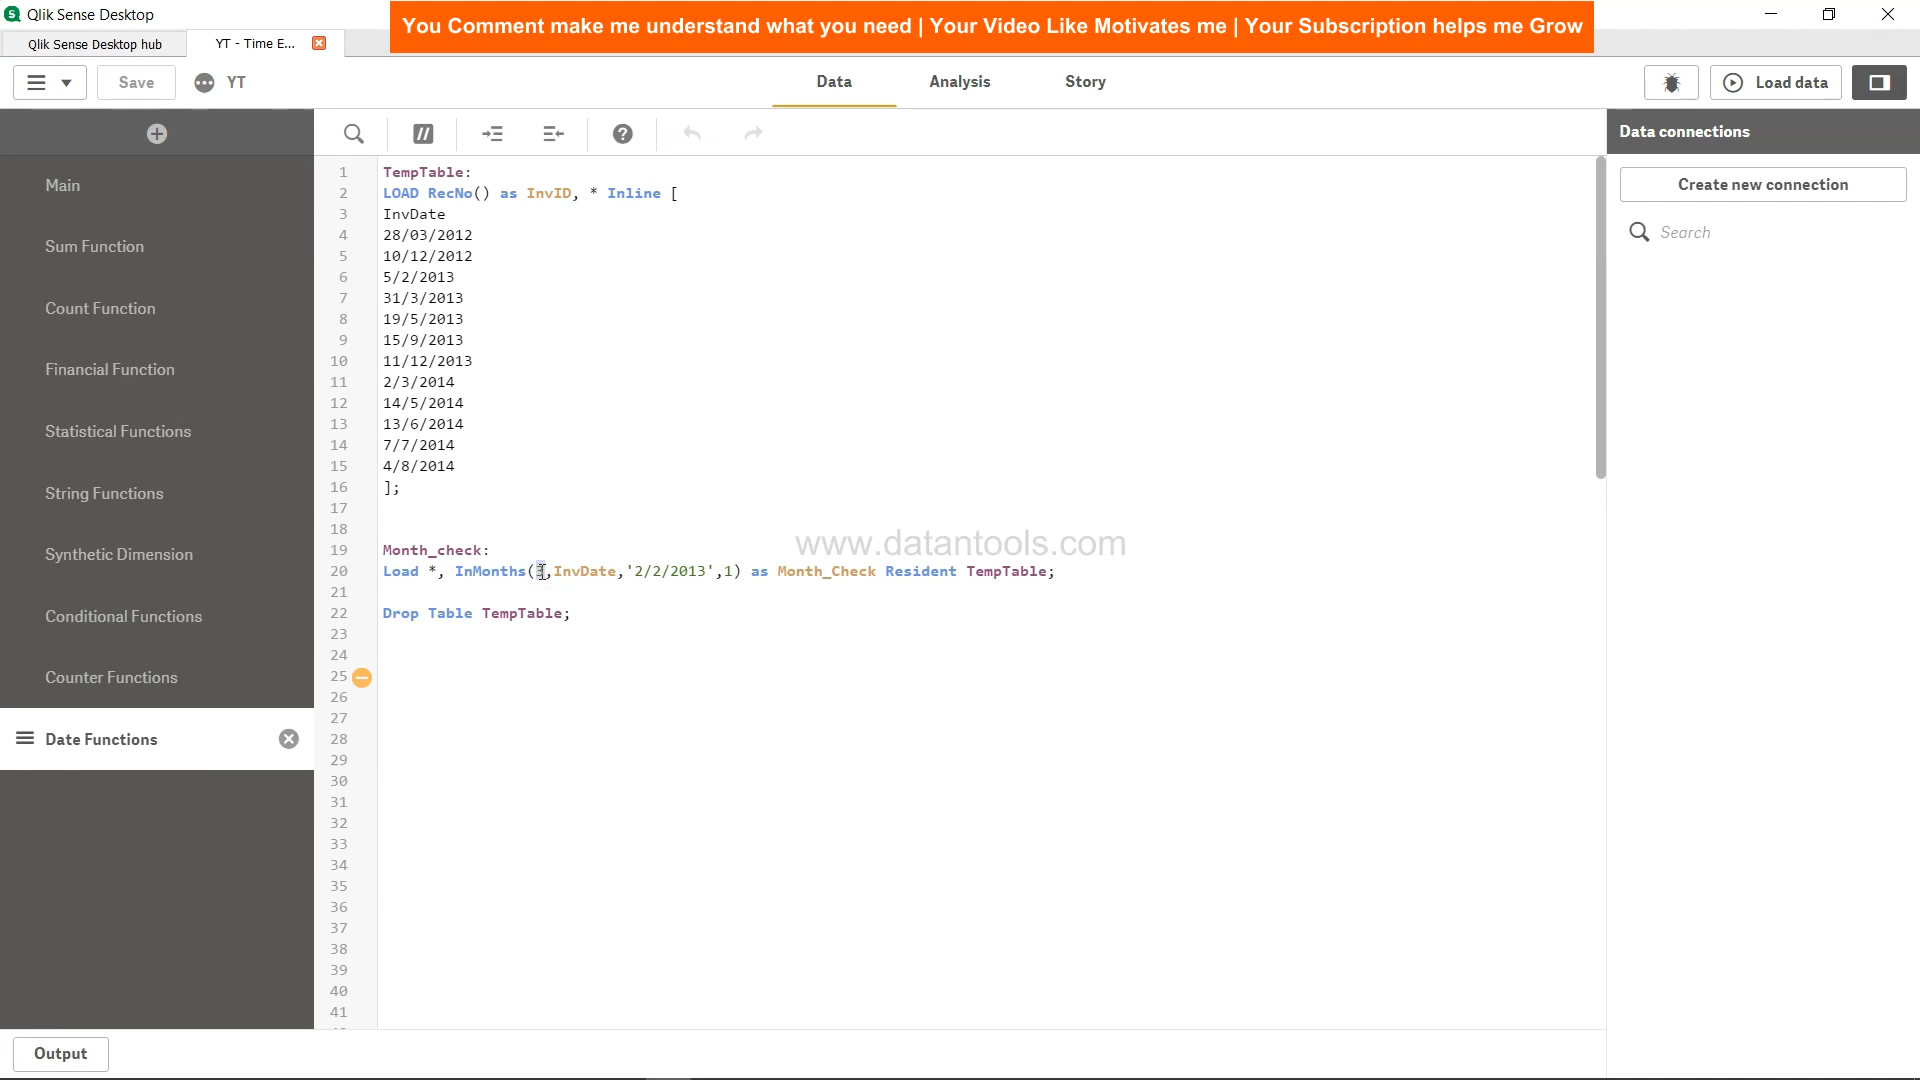 Qlik Sense Desktop
You Comment make me understand what you need | Your Video Like Motivates me | Your Subscription helps me Grow
Qlik Sense Desktop hub
YT - Time E...
Save
YT
Data
Analysis
Story
Load data
Main
Sum Function
Count Function
Financial Function
Statistical Functions
String Functions
Synthetic Dimension
Conditional Functions
Counter Functions
Date Functions
1 TempTable:
2 LOAD RecNo() as InvID, * Inline [
3 InvDate
4 28/03/2012
5 10/12/2012
6 5/2/2013
7 31/3/2013
8 19/5/2013
9 15/9/2013
10 11/12/2013
11 2/3/2014
12 14/5/2014
13 13/6/2014
14 7/7/2014
15 4/8/2014
16 ];
17
18
19 Month_check:
20 Load *, InMonths( ,InvDate,'2/2/2013',1) as Month_Check Resident TempTable;
21
22 Drop Table TempTable;
23
24
25
26
27
28
29
30
31
32
33
34
35
36
37
38
39
40
41
www.datantools.com
Data connections
Create new connection
Search
Output